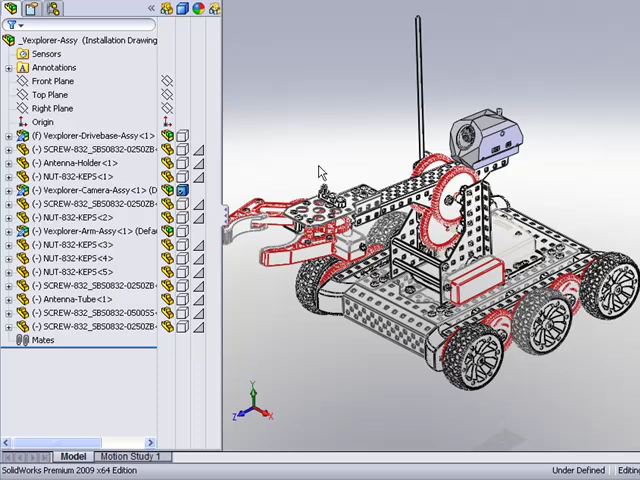 _Vexplorer-Assy (Installation Drawing
Sensors
Annotations
Front Plane
Top Plane
Right Plane
Origin
(f) Vexplorer-Drivebase-Assy<1>
(-) SCREW-832_SBS0832-0250ZB
(-) Antenna-Holder<1>
(-) NUT-832-KEPS<1>
(-) Vexplorer-Camera-Assy<1> (D
(-) SCREW-832_SBS0832-0250ZB
(-) NUT-832-KEPS<2>
(-) Vexplorer-Arm-Assy<1> (Defau
(-) NUT-832-KEPS<3>
(-) NUT-832-KEPS<4>
(-) NUT-832-KEPS<5>
(-) SCREW-832_SBS0832-0250ZB
(-) Antenna-Tube<1>
(-) SCREW-832_SBS0832-0500SS
(-) SCREW-832_SBS0832-0250ZB
Mates
Y
Z
X
Model
Motion Study 1
SolidWorks Premium 2009 x64 Edition
Under Defined
Editing